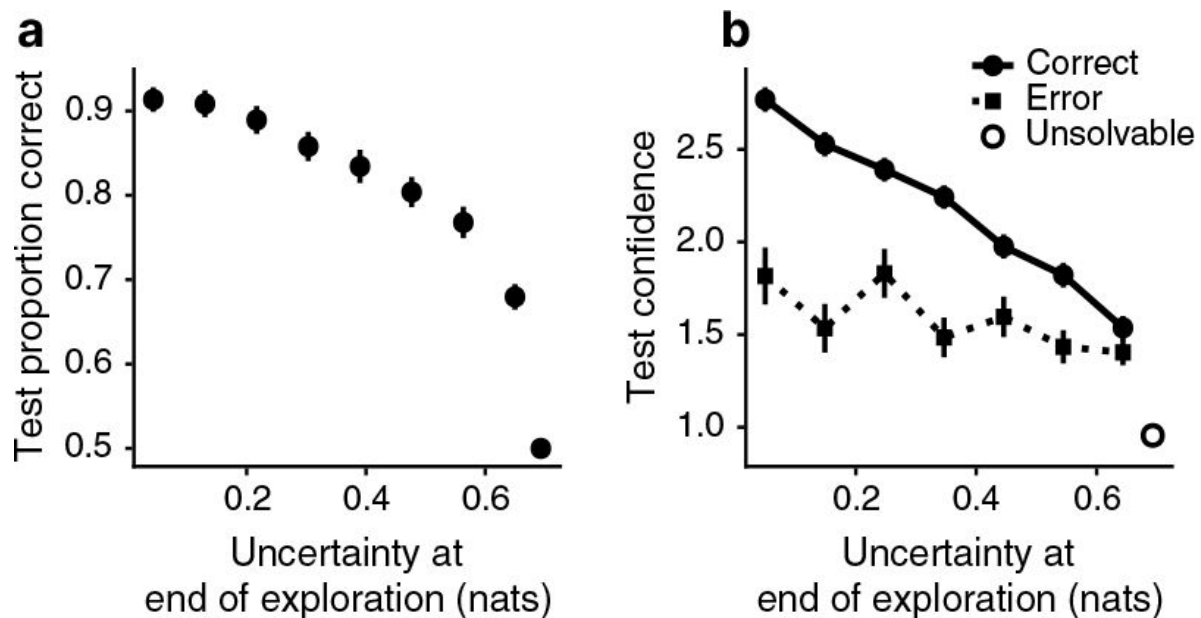 a
Test proportion correct
0.9
0.8
0.7
0.6
0.5
0.2
0.4
0.6
Uncertainty at
end of exploration (nats)
b
Correct
Error
Unsolvable
Test confidence
2.5
2.0
1.5
1.0
0.2
0.4
0.6
Uncertainty at
end of exploration (nats)